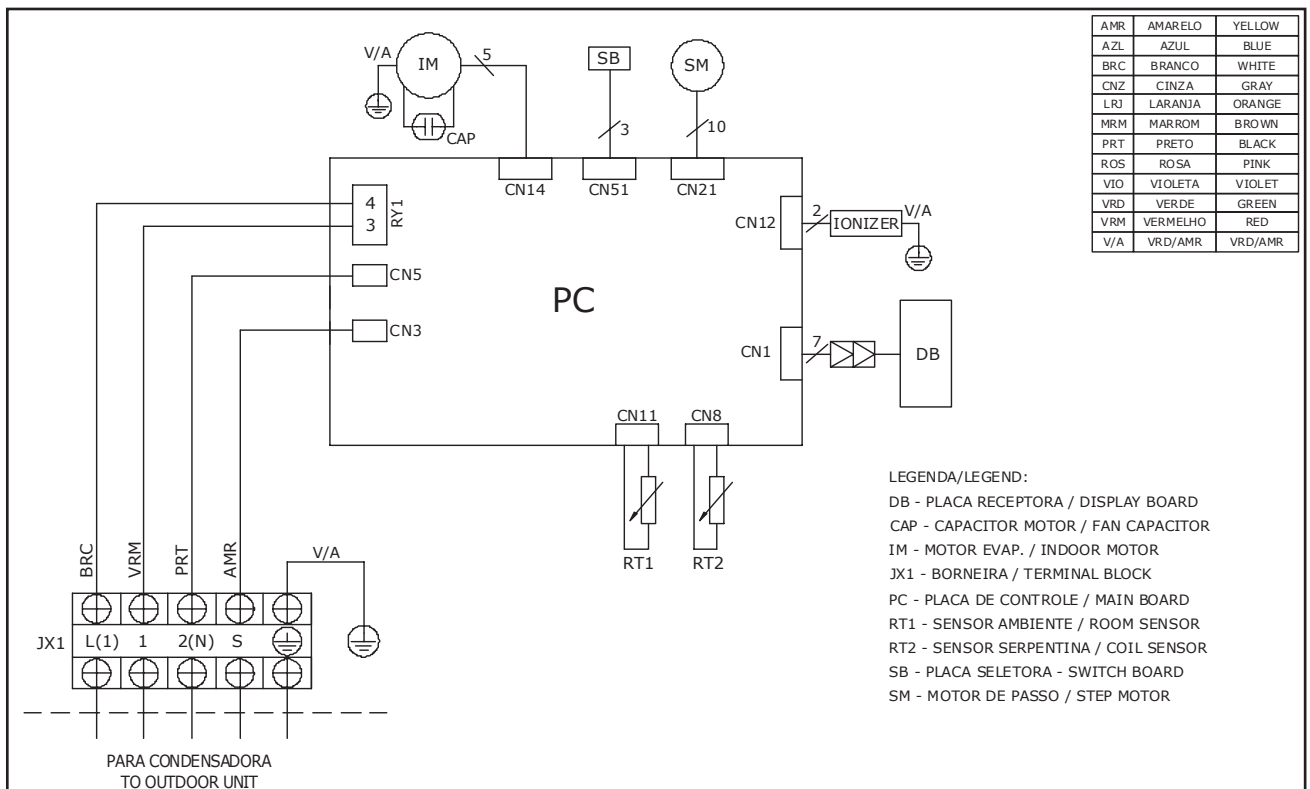 AMR AMARELO YELLOW
AZL AZUL BLUE
BRC BRANCO WHITE
CNZ CINZA GRAY
LRJ LARANJA ORANGE
MRM MARROM BROWN
PRT PRETO BLACK
ROS ROSA PINK
VIO VIOLETA VIOLET
VRD VERDE GREEN
VRM VERMELHO RED
V/A VRD/AMR VRD/AMR
V/A
IM
5
CAP
SB
3
SM
10
CN14
CN51
CN21
4
3
RY1
CN5
CN3
PC
CN12
2
IONIZER
V/A
CN1
7
DB
CN11
CN8
RT1
RT2
BRC
VRM
PRT
AMR
V/A
JX1
L(1)
1
2(N)
S
PARA CONDENSADORA
TO OUTDOOR UNIT
LEGENDA/LEGEND:
DB - PLACA RECEPTORA / DISPLAY BOARD
CAP - CAPACITOR MOTOR / FAN CAPACITOR
IM - MOTOR EVAP. / INDOOR MOTOR
JX1 - BORNEIRA / TERMINAL BLOCK
PC - PLACA DE CONTROLE / MAIN BOARD
RT1 - SENSOR AMBIENTE / ROOM SENSOR
RT2 - SENSOR SERPENTINA / COIL SENSOR
SB - PLACA SELETORA - SWITCH BOARD
SM - MOTOR DE PASSO / STEP MOTOR